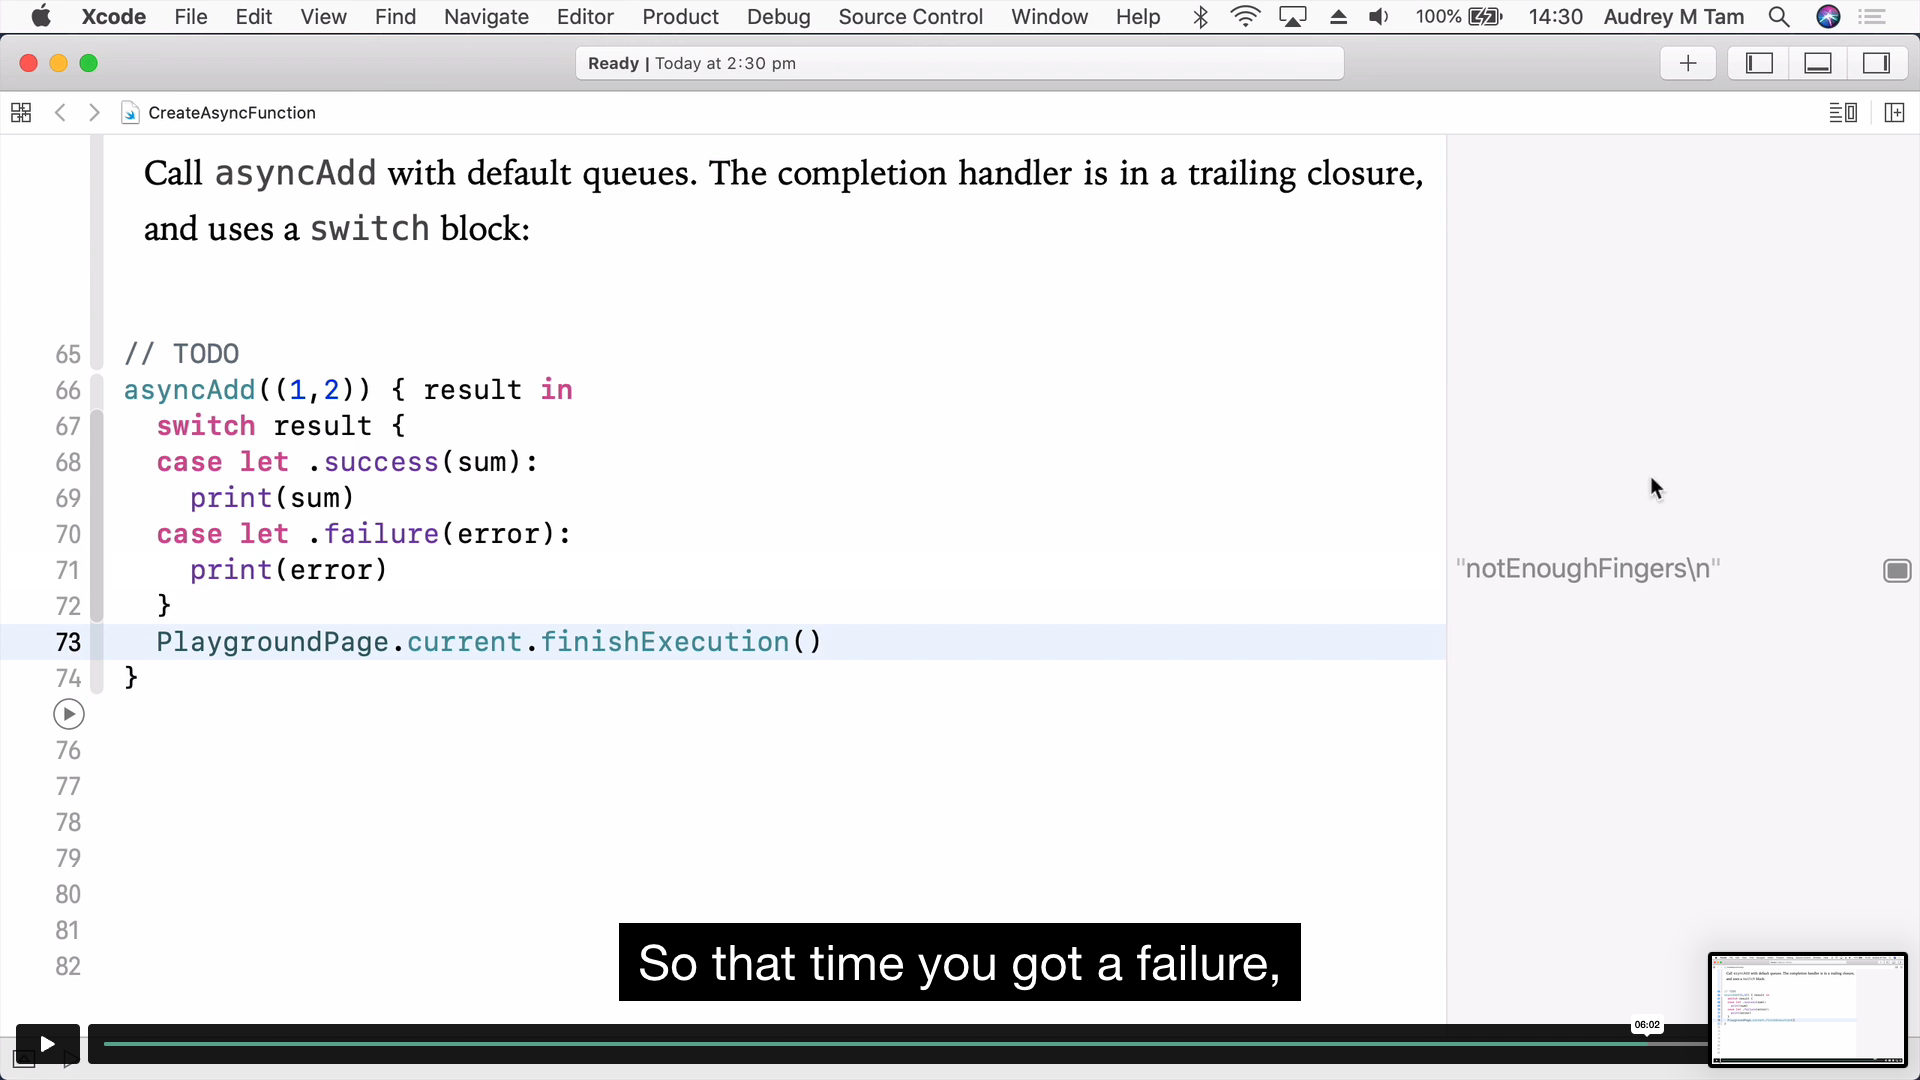 Xcode File Edit View Find Navigate Editor Product Debug Source Control Window Help 100% 14:30 Audrey M Tam
Ready | Today at 2:30 pm
CreateAsyncFunction
Call asyncAdd with default queues. The completion handler is in a trailing closure,
and uses a switch block:
65 // TODO
66 asyncAdd((1,2)) { result in
67 switch result {
68 case let .success(sum):
69 print(sum)
70 case let .failure(error):
71 print(error) "notEnoughFingers\n"
72 }
73 PlaygroundPage.current.finishExecution()
74 }
76
77
78
79
80
81
82
So that time you got a failure,
06:02